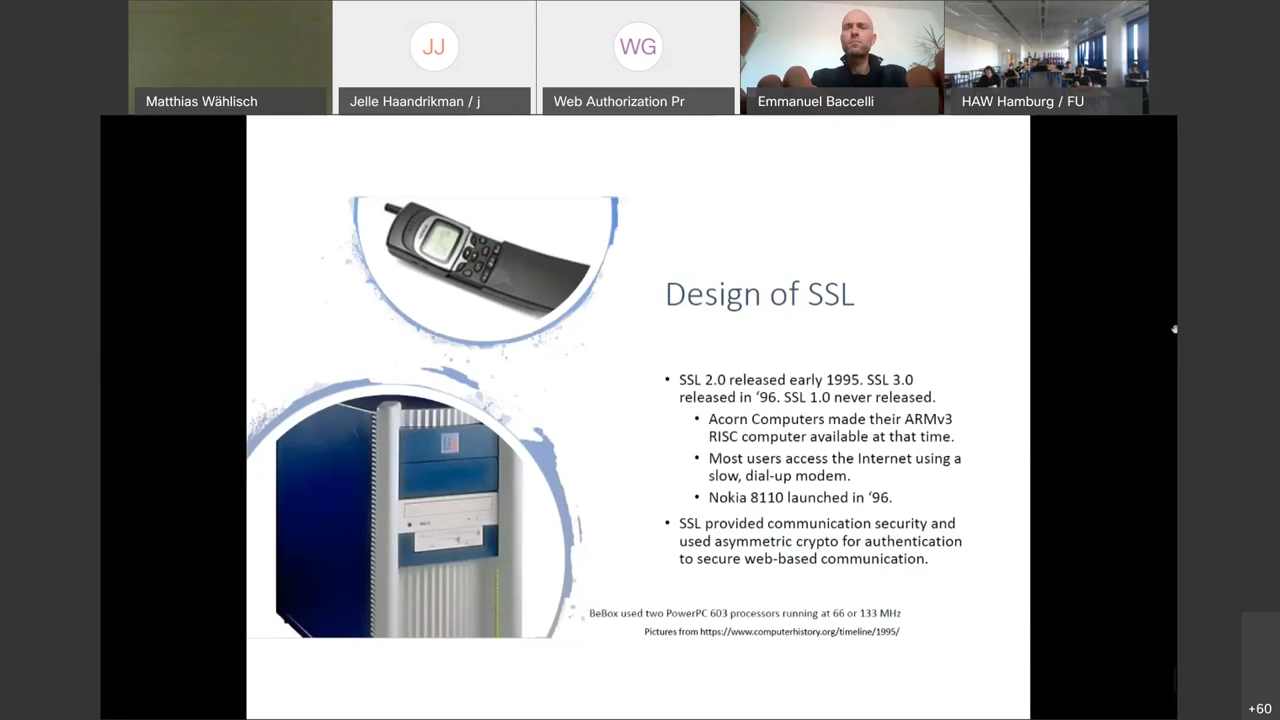 JJ
WG
Matthias Wählisch
Jelle Haandrikman / j
Web Authorization Pr
Emmanuel Baccelli
HAW Hamburg / FU
Design of SSL
• SSL 2.0 released early 1995. SSL 3.0
released in ‘96. SSL 1.0 never released.
• Acorn Computers made their ARMv3
RISC computer available at that time.
• Most users access the Internet using a
slow, dial-up modem.
• Nokia 8110 launched in ‘96.
• SSL provided communication security and
used asymmetric crypto for authentication
to secure web-based communication.
BeBox used two PowerPC 603 processors running at 66 or 133 MHz
Pictures from https://www.computerhistory.org/timeline/1995/
+60